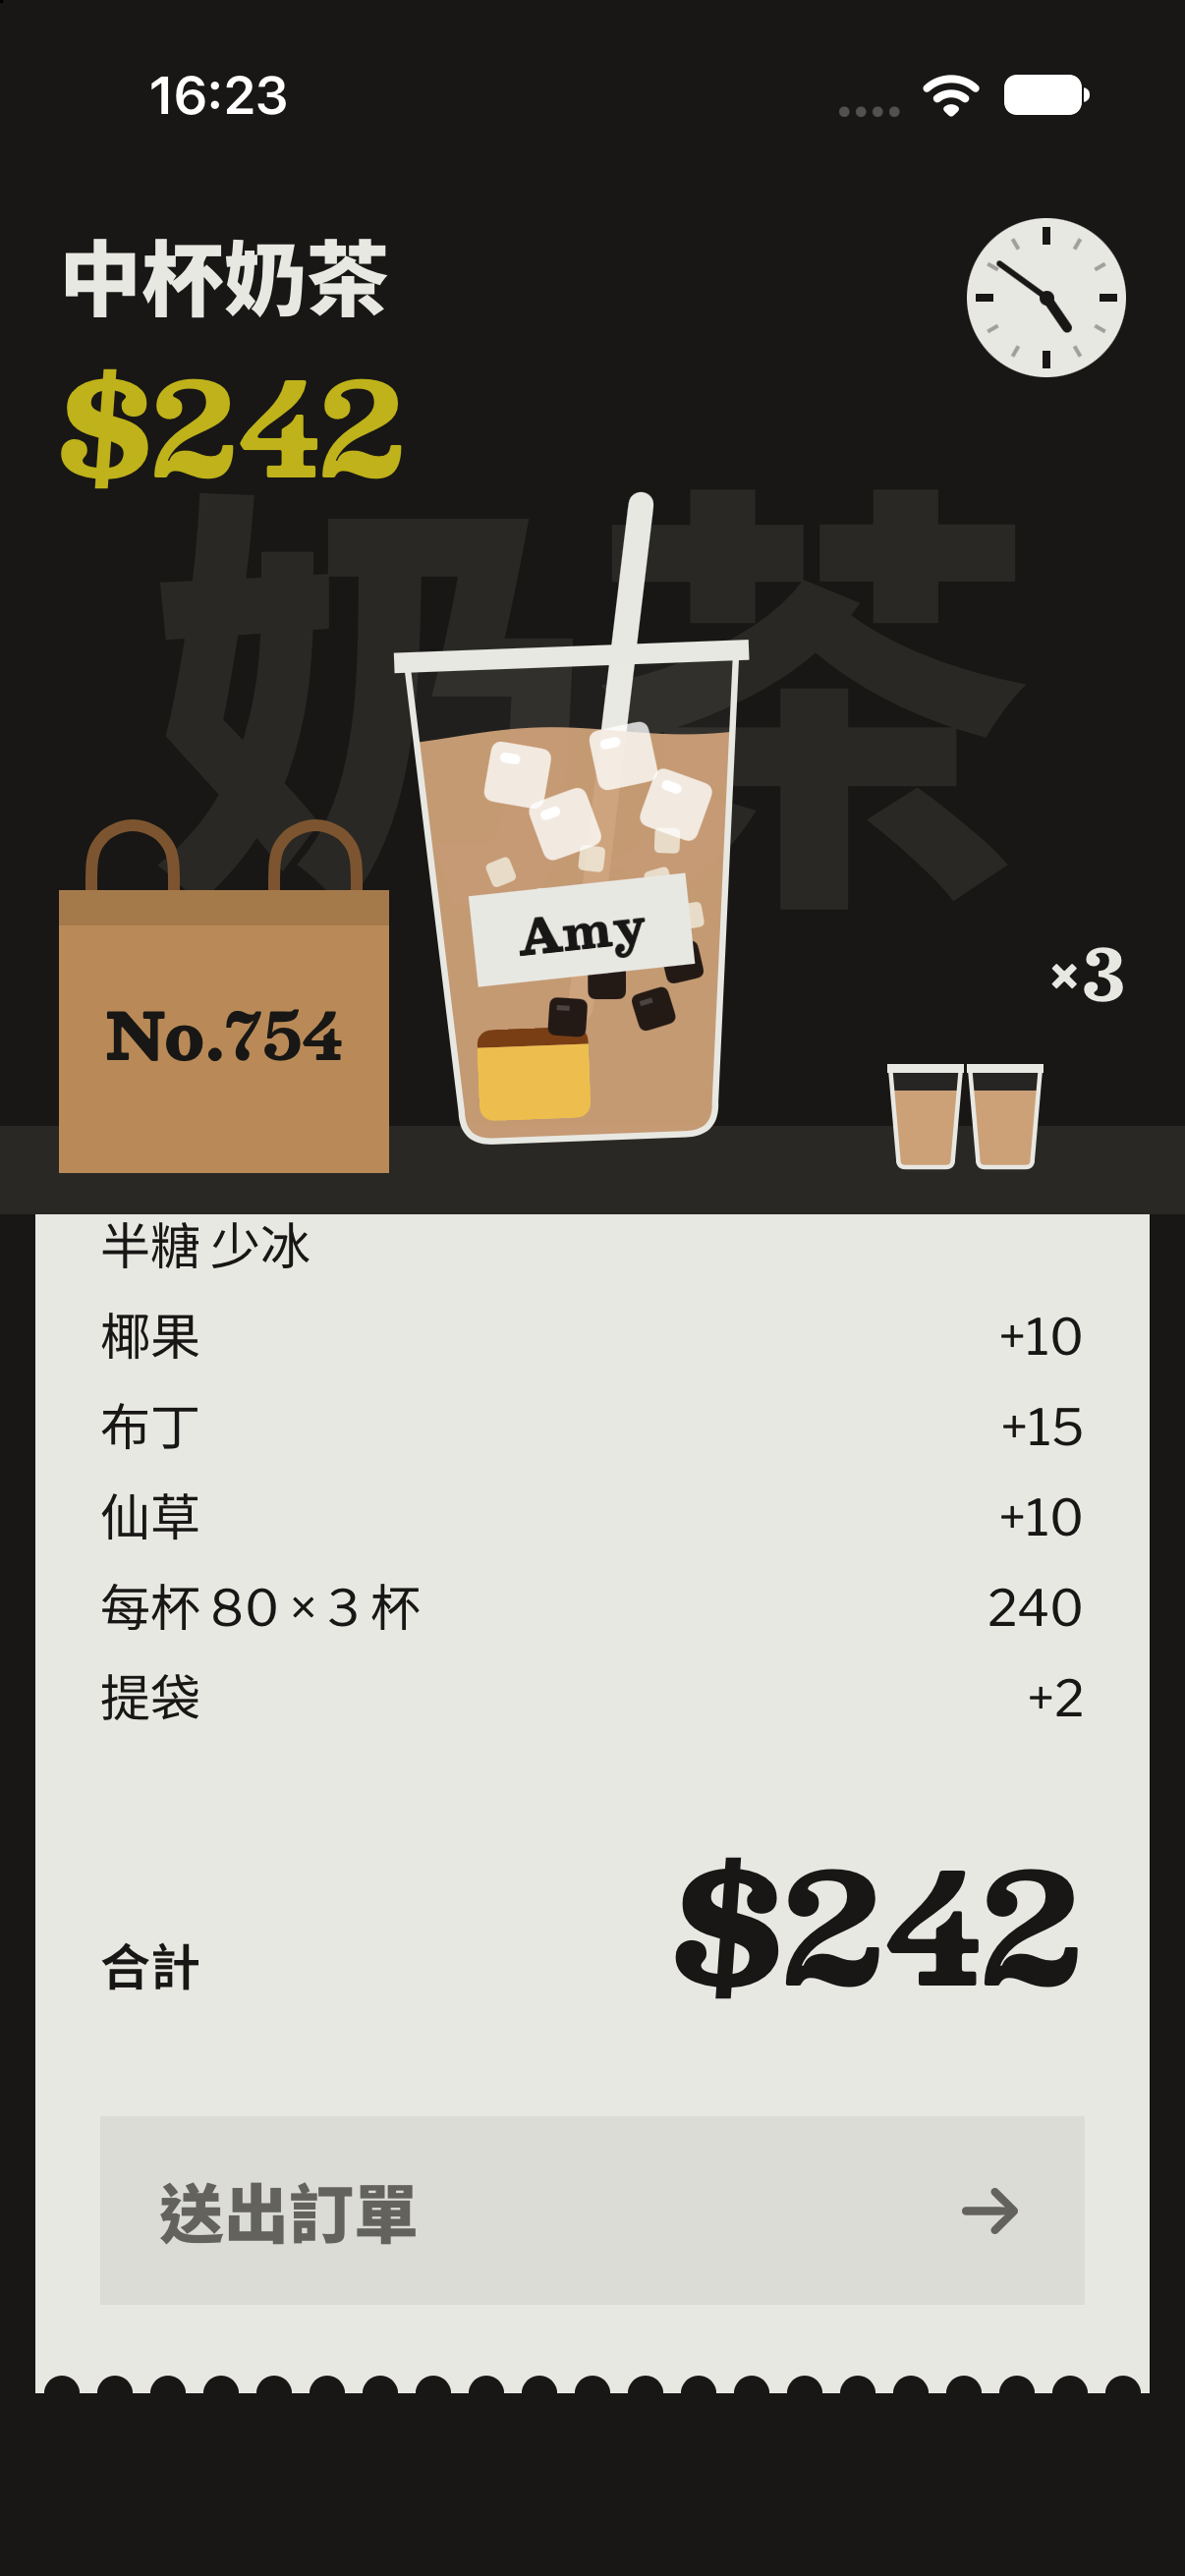 16:23
中杯奶茶
$242
奶茶
Amy
No.754
×3
半糖 少冰
椰果 +10
布丁 +15
仙草 +10
每杯 80 × 3 杯 240
提袋 +2
合計 $242
送出訂單 →